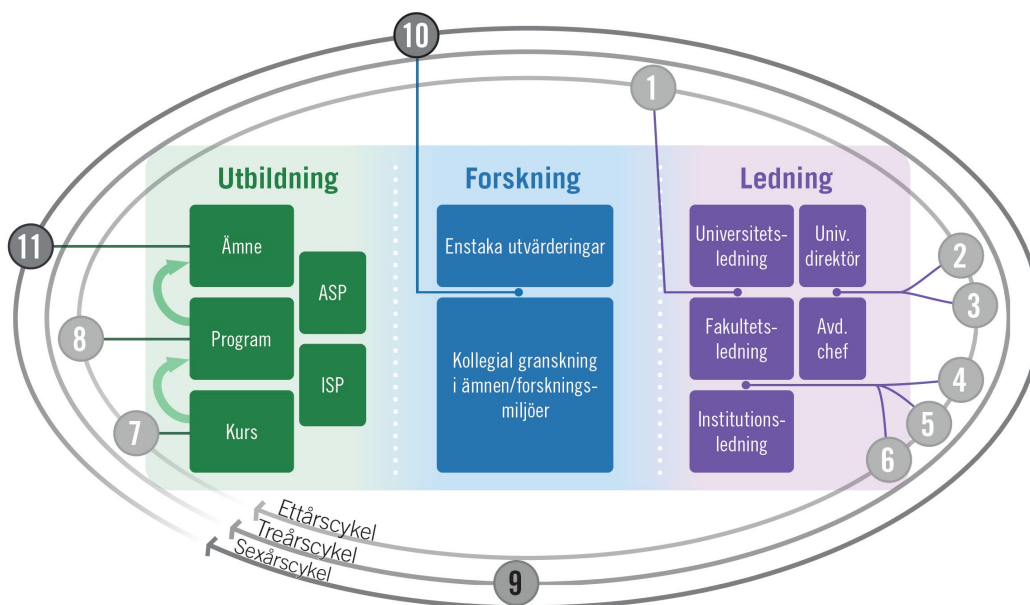 10
1
Utbildning
Forskning
Ledning
11
Ämne
ASP
Program
ISP
Kurs
8
7
Enstaka utvärderingar
Kollegial granskning
i ämnen/forsknings-
miljöer
Universitets-
ledning
Univ.
direktör
Fakultets-
ledning
Avd.
chef
Institutions-
ledning
2
3
4
5
6
Ettårscykel
Treårscykel
Sexårscykel
9